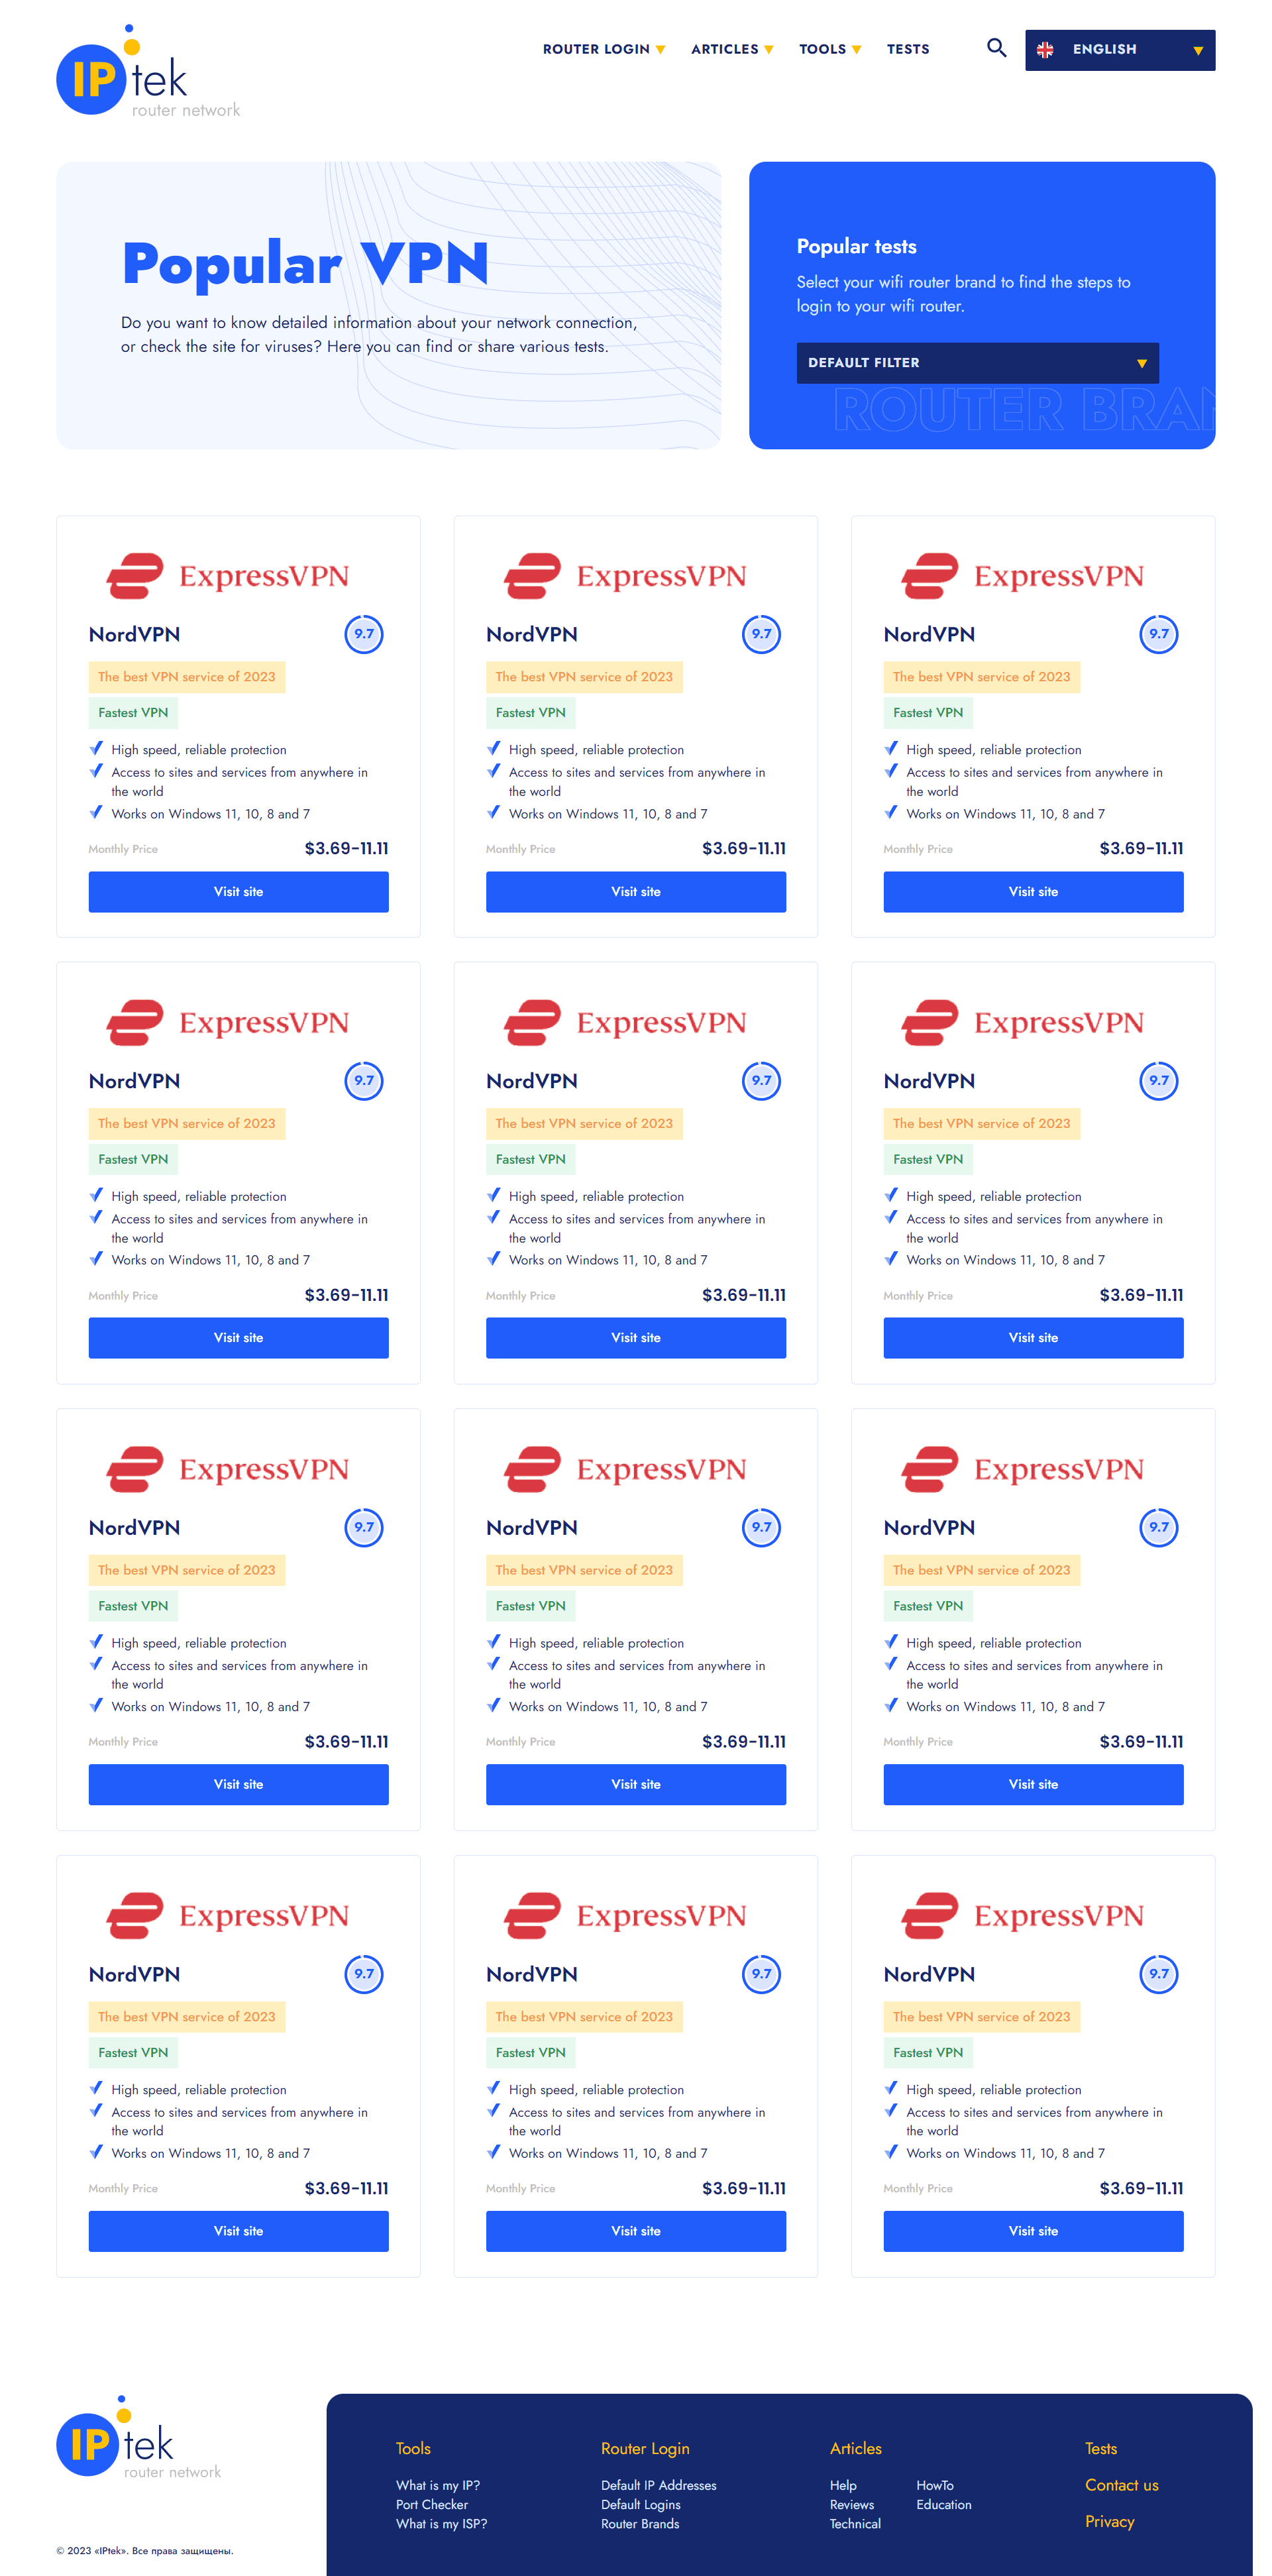 IP tek
router network
ROUTER LOGIN ARTICLES TOOLS TESTS ENGLISH
Popular VPN
Do you want to know detailed information about your network connection,
or check the site for viruses? Here you can find or share various tests.
Popular tests
Select your wifi router brand to find the steps to
login to your wifi router.
DEFAULT FILTER
ROUTER BRAN
ExpressVPN
NordVPN 9.7
The best VPN service of 2023
Fastest VPN
High speed, reliable protection
Access to sites and services from anywhere in
the world
Works on Windows 11, 10, 8 and 7
Monthly Price $3.69-11.11
Visit site
ExpressVPN
NordVPN 9.7
The best VPN service of 2023
Fastest VPN
High speed, reliable protection
Access to sites and services from anywhere in
the world
Works on Windows 11, 10, 8 and 7
Monthly Price $3.69-11.11
Visit site
ExpressVPN
NordVPN 9.7
The best VPN service of 2023
Fastest VPN
High speed, reliable protection
Access to sites and services from anywhere in
the world
Works on Windows 11, 10, 8 and 7
Monthly Price $3.69-11.11
Visit site
ExpressVPN
NordVPN 9.7
The best VPN service of 2023
Fastest VPN
High speed, reliable protection
Access to sites and services from anywhere in
the world
Works on Windows 11, 10, 8 and 7
Monthly Price $3.69-11.11
Visit site
ExpressVPN
NordVPN 9.7
The best VPN service of 2023
Fastest VPN
High speed, reliable protection
Access to sites and services from anywhere in
the world
Works on Windows 11, 10, 8 and 7
Monthly Price $3.69-11.11
Visit site
ExpressVPN
NordVPN 9.7
The best VPN service of 2023
Fastest VPN
High speed, reliable protection
Access to sites and services from anywhere in
the world
Works on Windows 11, 10, 8 and 7
Monthly Price $3.69-11.11
Visit site
ExpressVPN
NordVPN 9.7
The best VPN service of 2023
Fastest VPN
High speed, reliable protection
Access to sites and services from anywhere in
the world
Works on Windows 11, 10, 8 and 7
Monthly Price $3.69-11.11
Visit site
ExpressVPN
NordVPN 9.7
The best VPN service of 2023
Fastest VPN
High speed, reliable protection
Access to sites and services from anywhere in
the world
Works on Windows 11, 10, 8 and 7
Monthly Price $3.69-11.11
Visit site
ExpressVPN
NordVPN 9.7
The best VPN service of 2023
Fastest VPN
High speed, reliable protection
Access to sites and services from anywhere in
the world
Works on Windows 11, 10, 8 and 7
Monthly Price $3.69-11.11
Visit site
ExpressVPN
NordVPN 9.7
The best VPN service of 2023
Fastest VPN
High speed, reliable protection
Access to sites and services from anywhere in
the world
Works on Windows 11, 10, 8 and 7
Monthly Price $3.69-11.11
Visit site
ExpressVPN
NordVPN 9.7
The best VPN service of 2023
Fastest VPN
High speed, reliable protection
Access to sites and services from anywhere in
the world
Works on Windows 11, 10, 8 and 7
Monthly Price $3.69-11.11
Visit site
ExpressVPN
NordVPN 9.7
The best VPN service of 2023
Fastest VPN
High speed, reliable protection
Access to sites and services from anywhere in
the world
Works on Windows 11, 10, 8 and 7
Monthly Price $3.69-11.11
Visit site
IP tek
router network
© 2023 «IPtek». Все права защищены.
Tools
What is my IP?
Port Checker
What is my ISP?
Router Login
Default IP Addresses
Default Logins
Router Brands
Articles
Help HowTo
Reviews Education
Technical
Tests
Contact us
Privacy